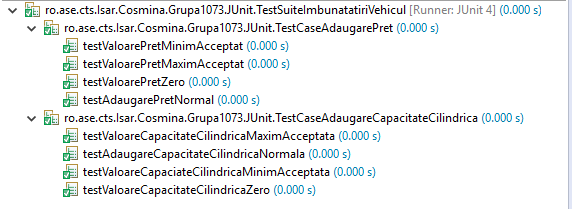 ro.ase.cts.Isar.Cosmina.Grupa1073.JUnit.TestSuiteImbunatatiriVehicul [Runner: JUnit 4] (0.000 s)
ro.ase.cts.Isar.Cosmina.Grupa1073.JUnit.TestCaseAdaugarePret (0.000 s)
testValoarePretMinimAcceptat (0.000 s)
testValoarePretMaximAcceptat (0.000 s)
testValoarePretZero (0.000 s)
testAdaugarePretNormal (0.000 s)
ro.ase.cts.Isar.Cosmina.Grupa1073.JUnit.TestCaseAdaugareCapacitateCilindrica (0.000 s)
testValoareCapacitateCilindricaMaximAcceptata (0.000 s)
testAdaugareCapacitateCilindricaNormala (0.000 s)
testValoareCapaciateCilindricaMinimAcceptata (0.000 s)
testValoareCapacitateCilindricaZero (0.000 s)